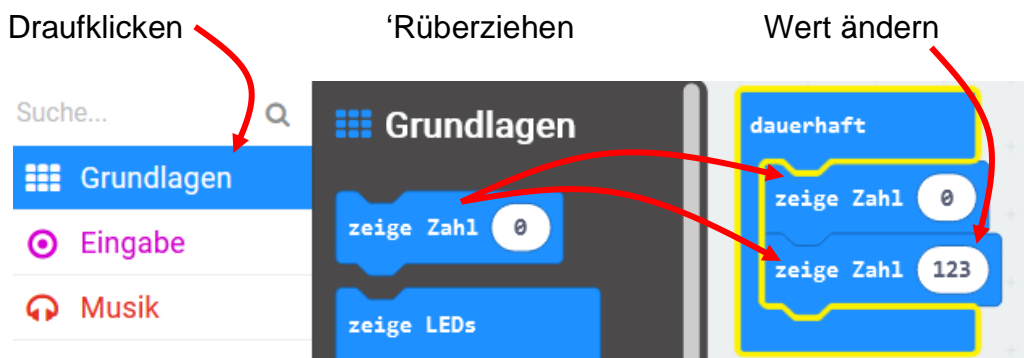 Draufklicken
‘Rüberziehen
Wert ändern
Suche...
Grundlagen
Eingabe
Musik
Grundlagen
zeige Zahl 0
zeige LEDs
dauerhaft
zeige Zahl 0
zeige Zahl 123